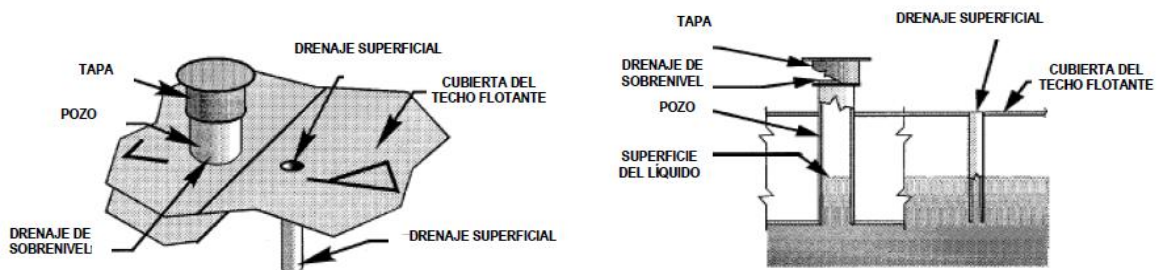 DRENAJE SUPERFICIAL
TAPA
CUBIERTA DEL
TECHO FLOTANTE
POZO
DRENAJE DE
SOBRENIVEL
DRENAJE SUPERFICIAL
DRENAJE SUPERFICIAL
TAPA
DRENAJE DE
SOBRENIVEL
CUBIERTA DEL
TECHO FLOTANTE
POZO
SUPERFICIE
DEL LÍQUIDO